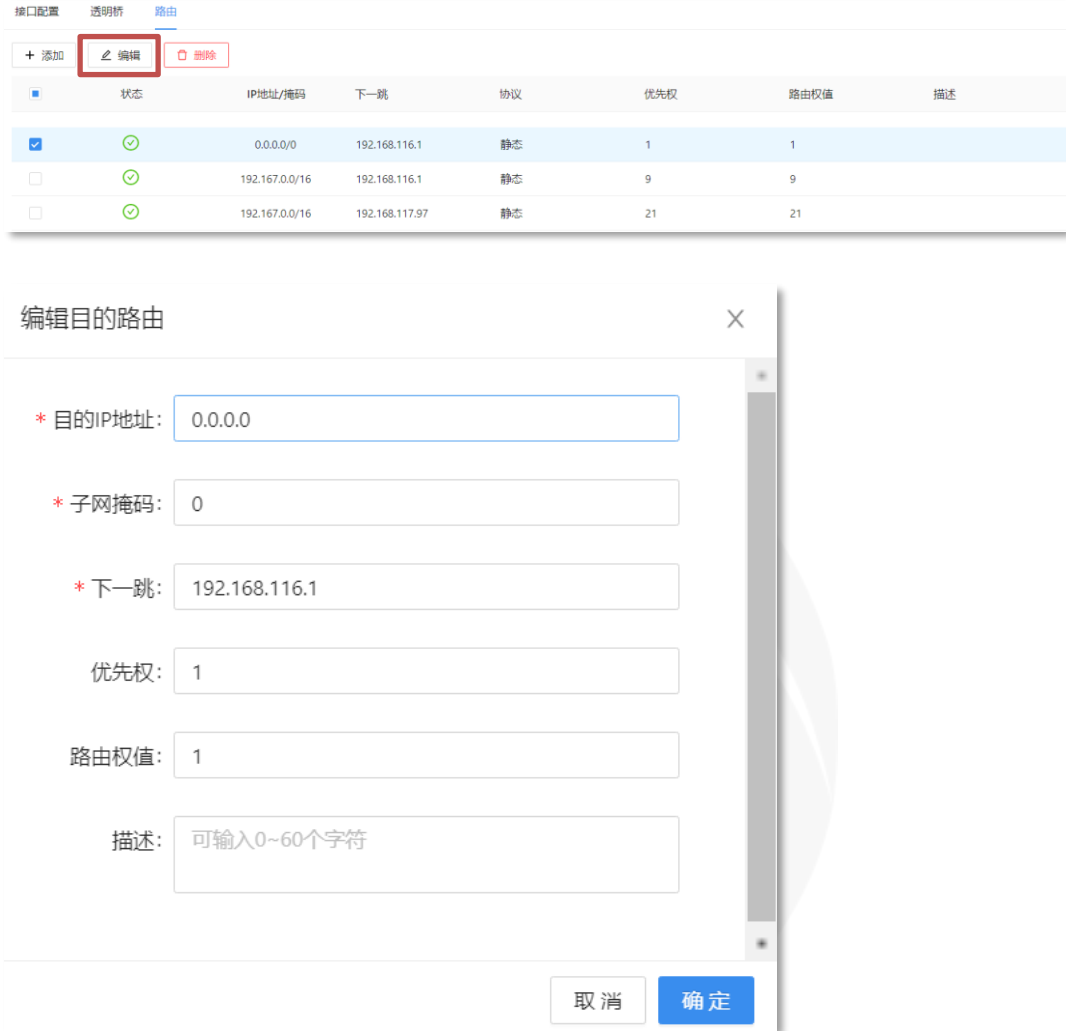 接口配置 透明桥 路由
+ 添加 编辑 删除
状态 IP地址/掩码 下一跳 协议 优先权 路由权值 描述
0.0.0.0/0 192.168.116.1 静态 1 1
192.167.0.0/16 192.168.116.1 静态 9 9
192.167.0.0/16 192.168.117.97 静态 21 21
编辑目的路由
* 目的IP地址: 0.0.0.0
* 子网掩码: 0
* 下一跳: 192.168.116.1
优先权: 1
路由权值: 1
描述: 可输入0~60个字符
取消 确定